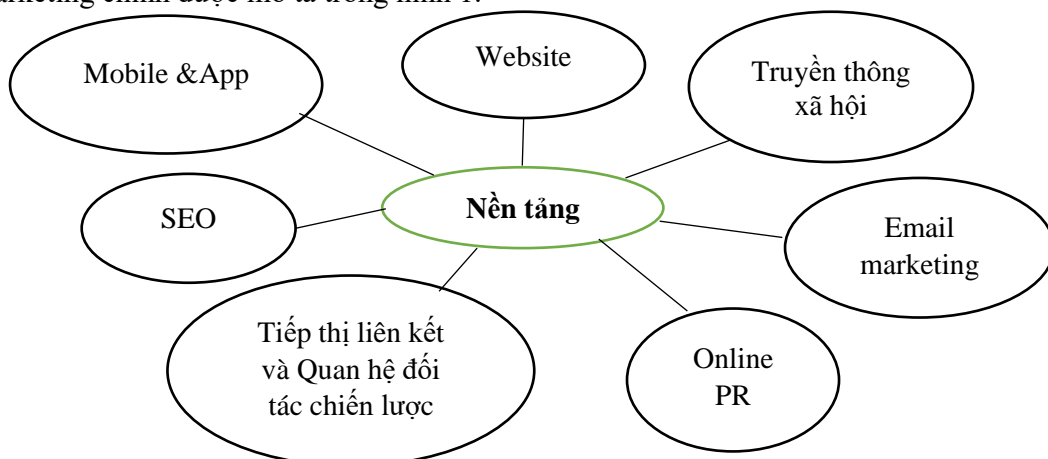 Mobile &App
Website
Truyền thông
xã hội
SEO
Nền tảng
Email
marketing
Tiếp thị liên kết
và Quan hệ đối
tác chiến lược
Online
PR